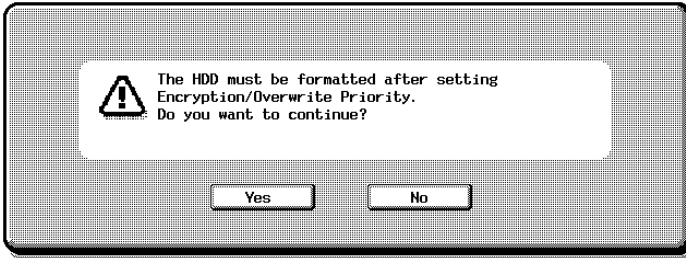 The HDD must be formatted after setting
Encryption/Overwrite Priority.
Do you want to continue?
Yes No